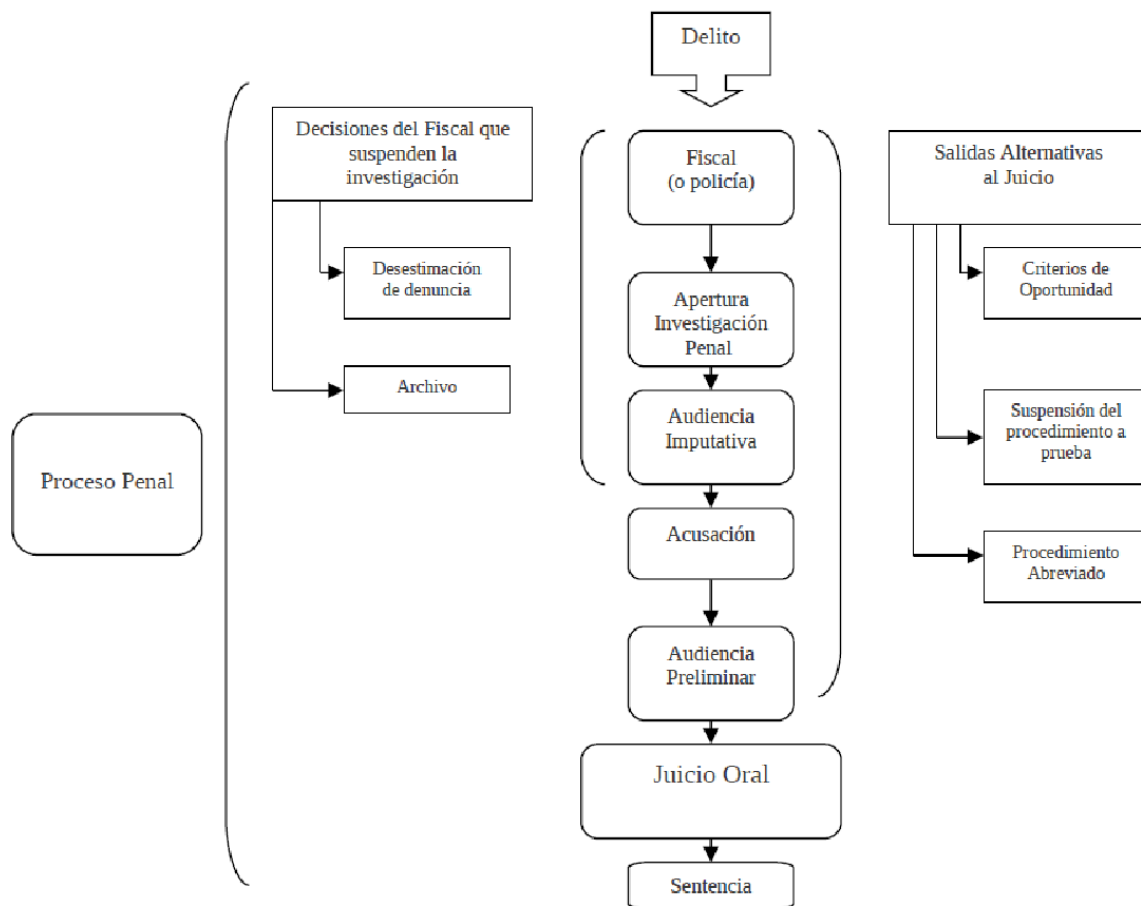 Delito
Decisiones del Fiscal que
suspenden la
investigación
Desestimación
de denuncia
Archivo
Proceso Penal
Fiscal
(o policía)
Apertura
Investigación
Penal
Audiencia
Imputativa
Acusación
Audiencia
Preliminar
Juicio Oral
Sentencia
Salidas Alternativas
al Juicio
Criterios de
Oportunidad
Suspensión del
procedimiento a
prueba
Procedimiento
Abreviado